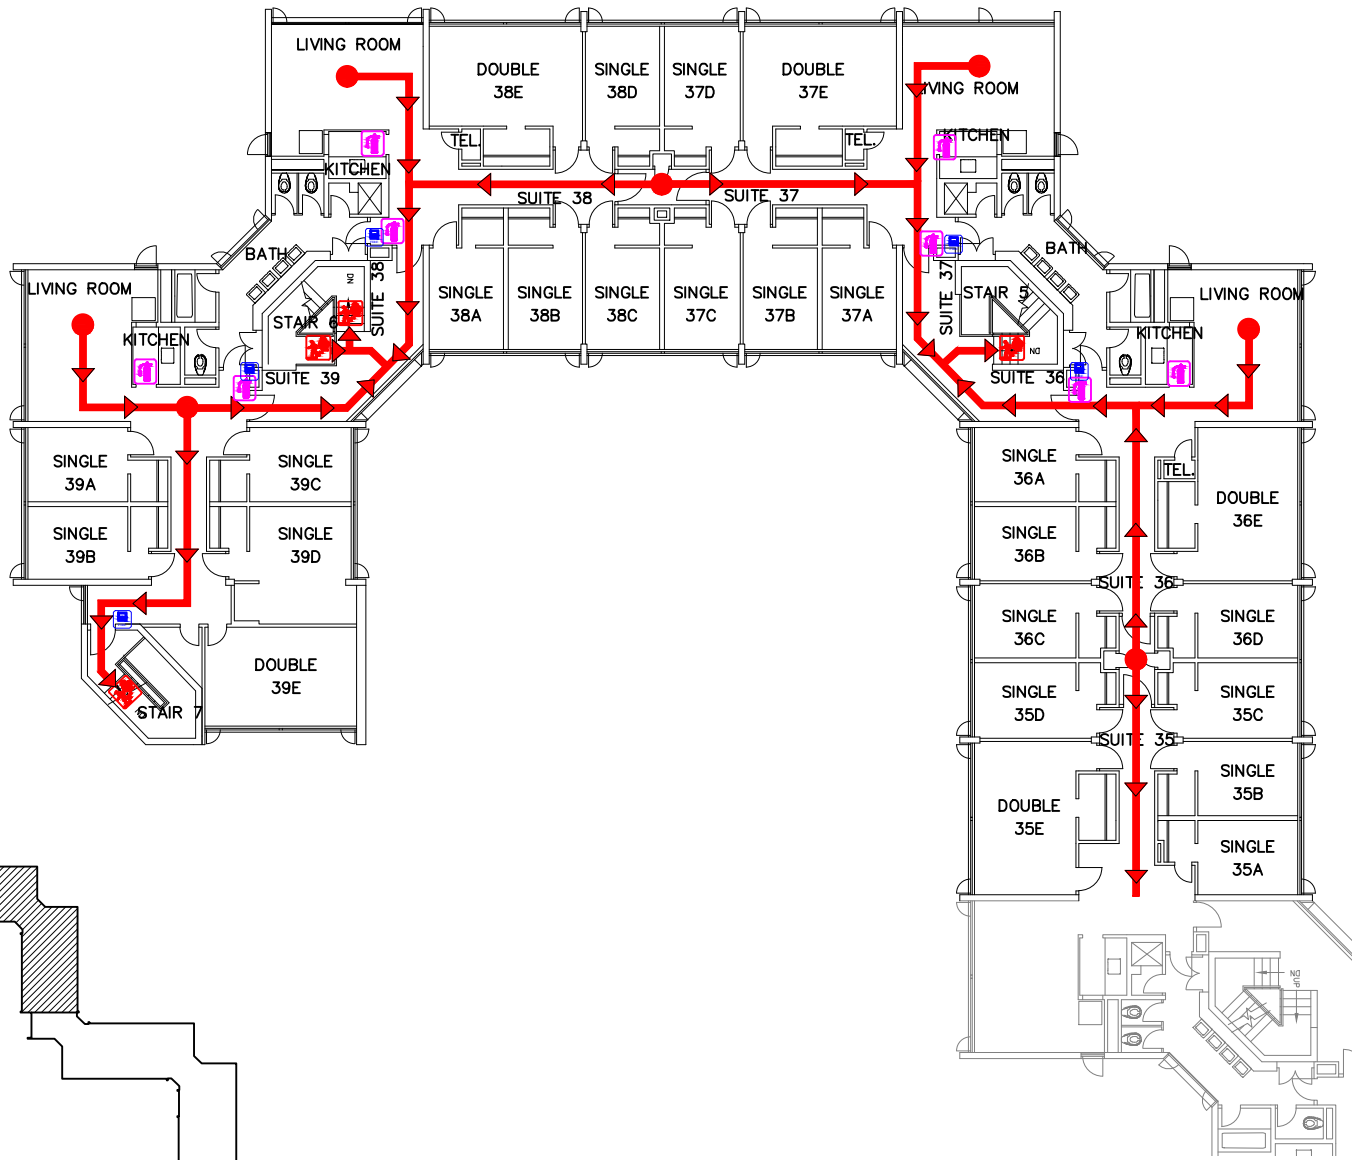 LIVING ROOM
DOUBLE
38E
SINGLE
38D
SINGLE
37D
DOUBLE
37E
LIVING ROOM
TEL.
TEL.
KITCHEN
KITCHEN
SUITE 38
SUITE 37
BATH
BATH
SUITE 38
SUITE 37
DN
LIVING ROOM
STAIR 6
KITCHEN
SUITE 39
SINGLE
38A
SINGLE
38B
SINGLE
38C
SINGLE
37C
SINGLE
37B
SINGLE
37A
STAIR 5
DN
LIVING ROOM
KITCHEN
SUITE 36
SINGLE
39A
SINGLE
39C
SINGLE
39B
SINGLE
39D
SINGLE
36A
TEL.
DOUBLE
36E
SINGLE
36B
SUITE 36
SINGLE
36C
SINGLE
36D
DOUBLE
39E
STAIR 7
SINGLE
35D
SINGLE
35C
SUITE 35
DOUBLE
35E
SINGLE
35B
SINGLE
35A
DN
UP